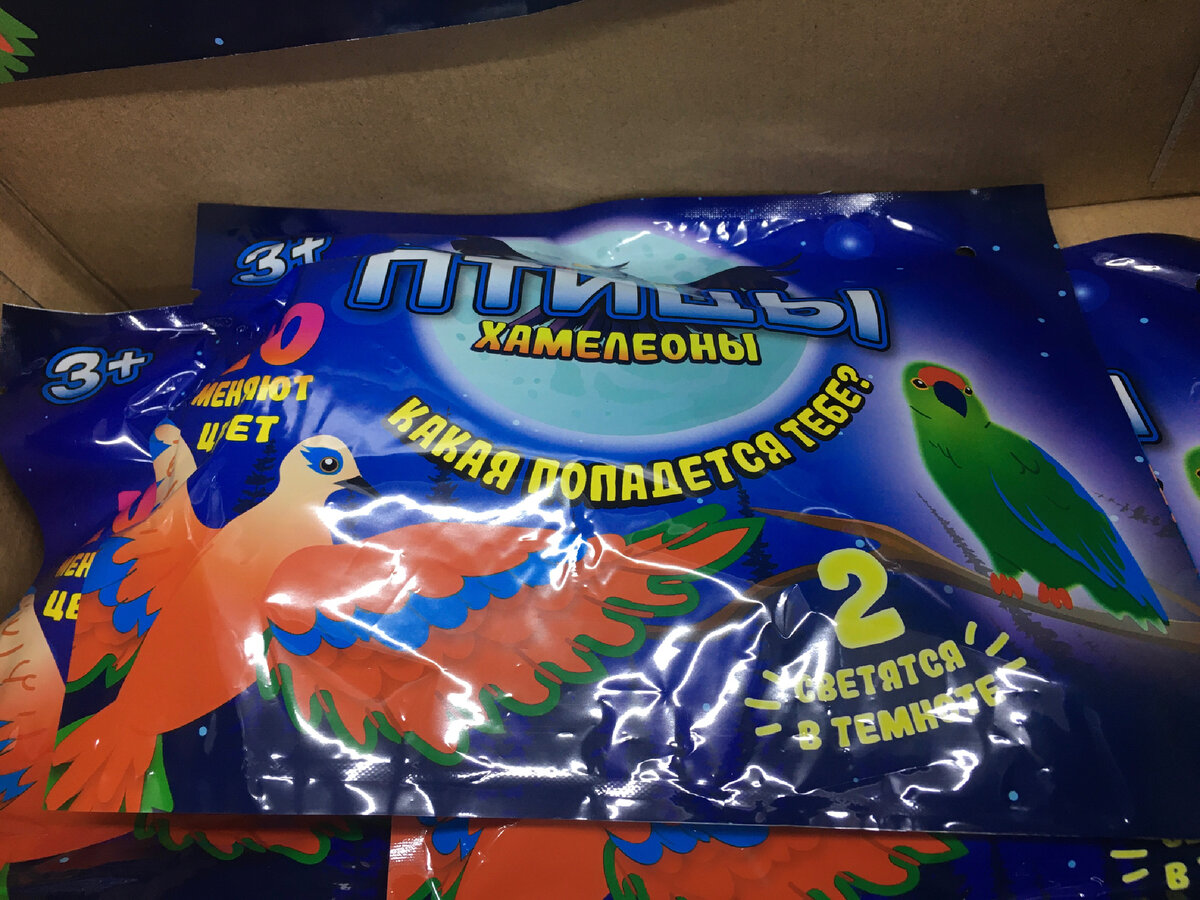 3+
ПТИЦЫ
ХАМЕЛЕОНЫ
КАКАЯ ПОПАДЕТСЯ ТЕБЕ?
МЕНЯЮТ
ЦВЕТ
2
СВЕТЯТСЯ
В ТЕМНОТЕ
3+